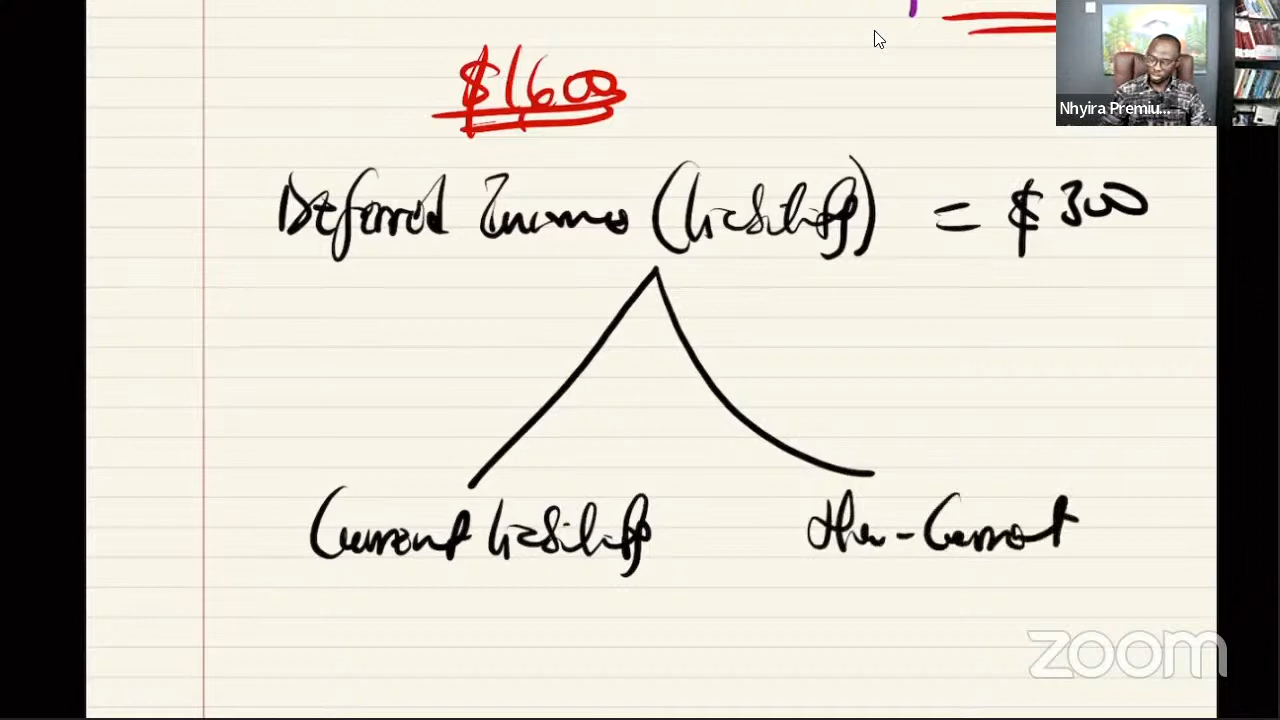 $1600
Nhyira Premiu...
Deferred Income (liability) = $300
Current liability
Non-Current
zoom